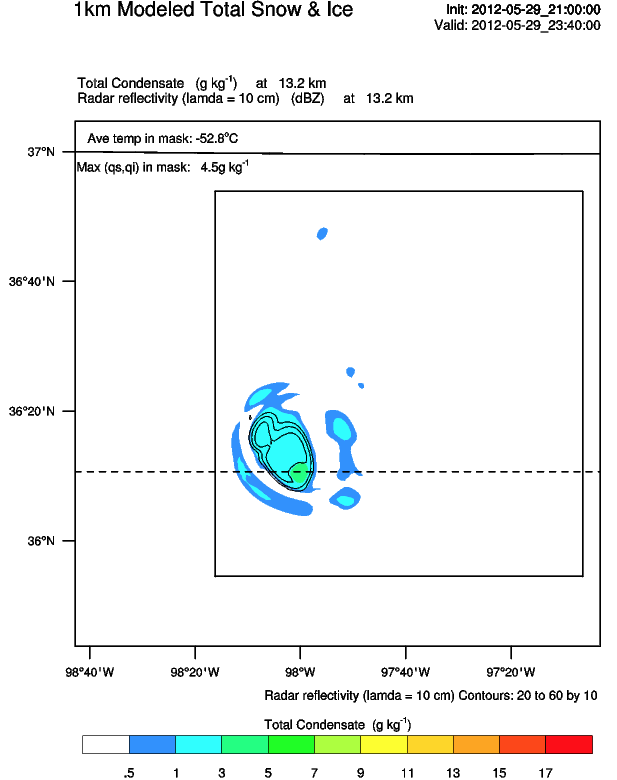 1km Modeled Total Snow & Ice
Init: 2012-05-29_21:00:00
Valid: 2012-05-29_23:40:00
Total Condensate (g kg-1) at 13.2 km
Radar reflectivity (lamda = 10 cm) (dBZ) at 13.2 km
Ave temp in mask: -52.8°C
37°N
Max (qs,qi) in mask: 4.5g kg-1
36°40'N
36°20'N
36°N
98°40'W 98°20'W 98°W 97°40'W 97°20'W
Radar reflectivity (lamda = 10 cm) Contours: 20 to 60 by 10
Total Condensate (g kg-1)
.5 1 3 5 7 9 11 13 15 17